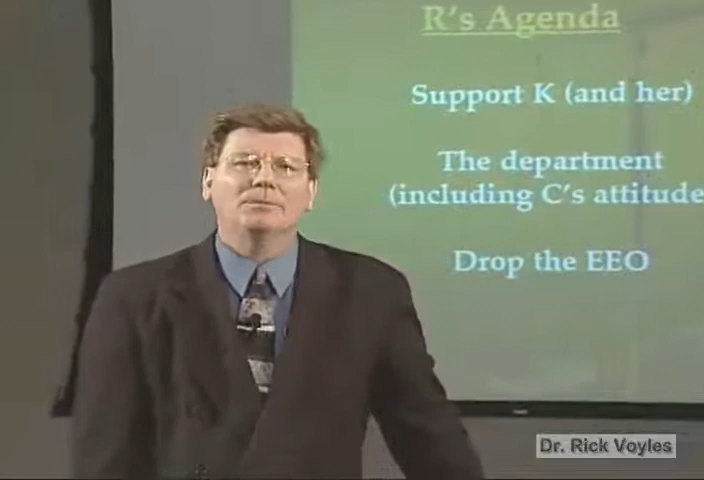 R's Agenda
Support K (and her)
The department
(including C's attitude
Drop the EEO
Dr. Rick Voyles